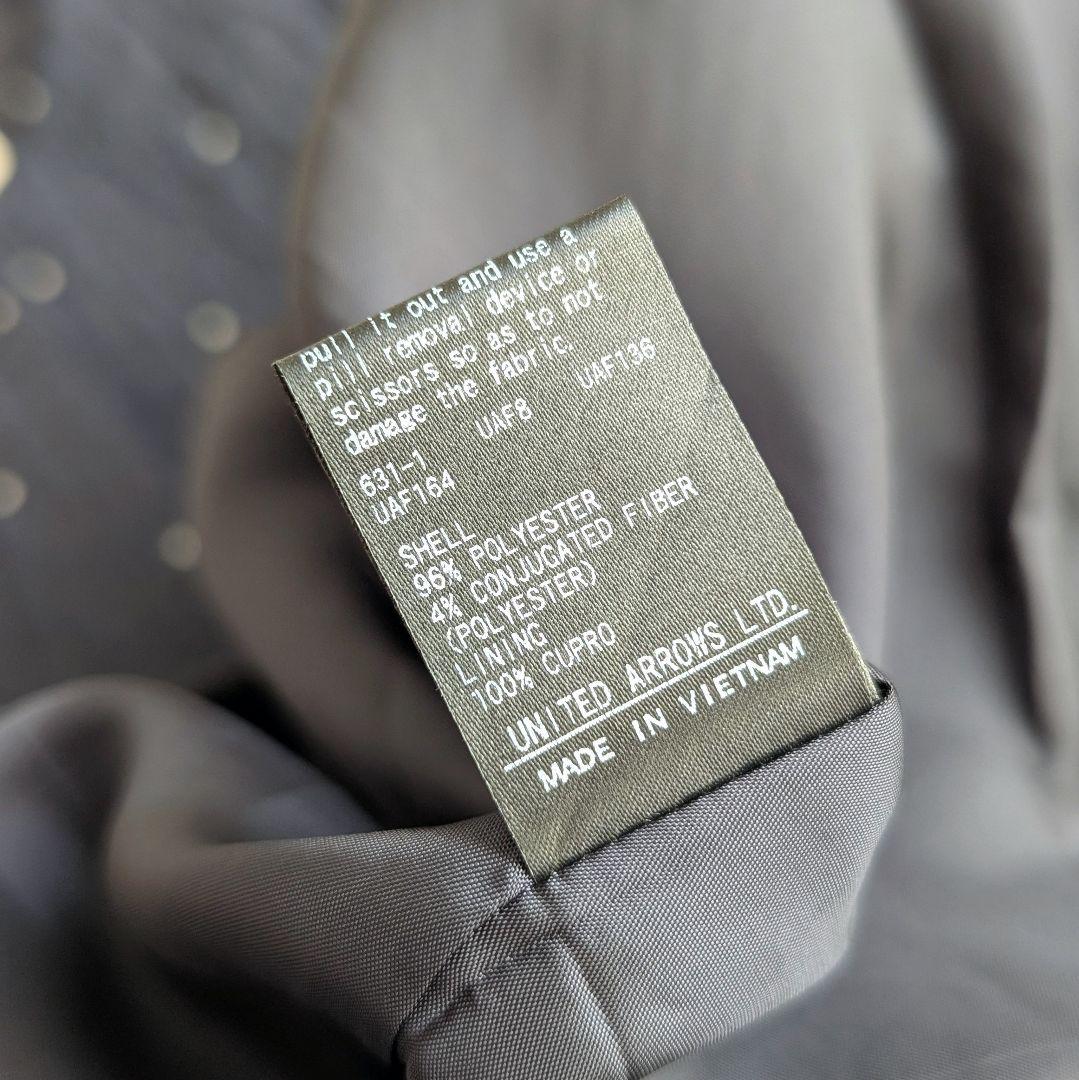 pull it out and use a
pill removal device or
scissors so as to not
damage the fabric.
631-1 UAF8 UAF136
UAF164
SHELL
96% POLYESTER
4% CONJUGATED FIBER
(POLYESTER)
LINING
100% CUPRO
UNITED ARROWS LTD.
MADE IN VIETNAM